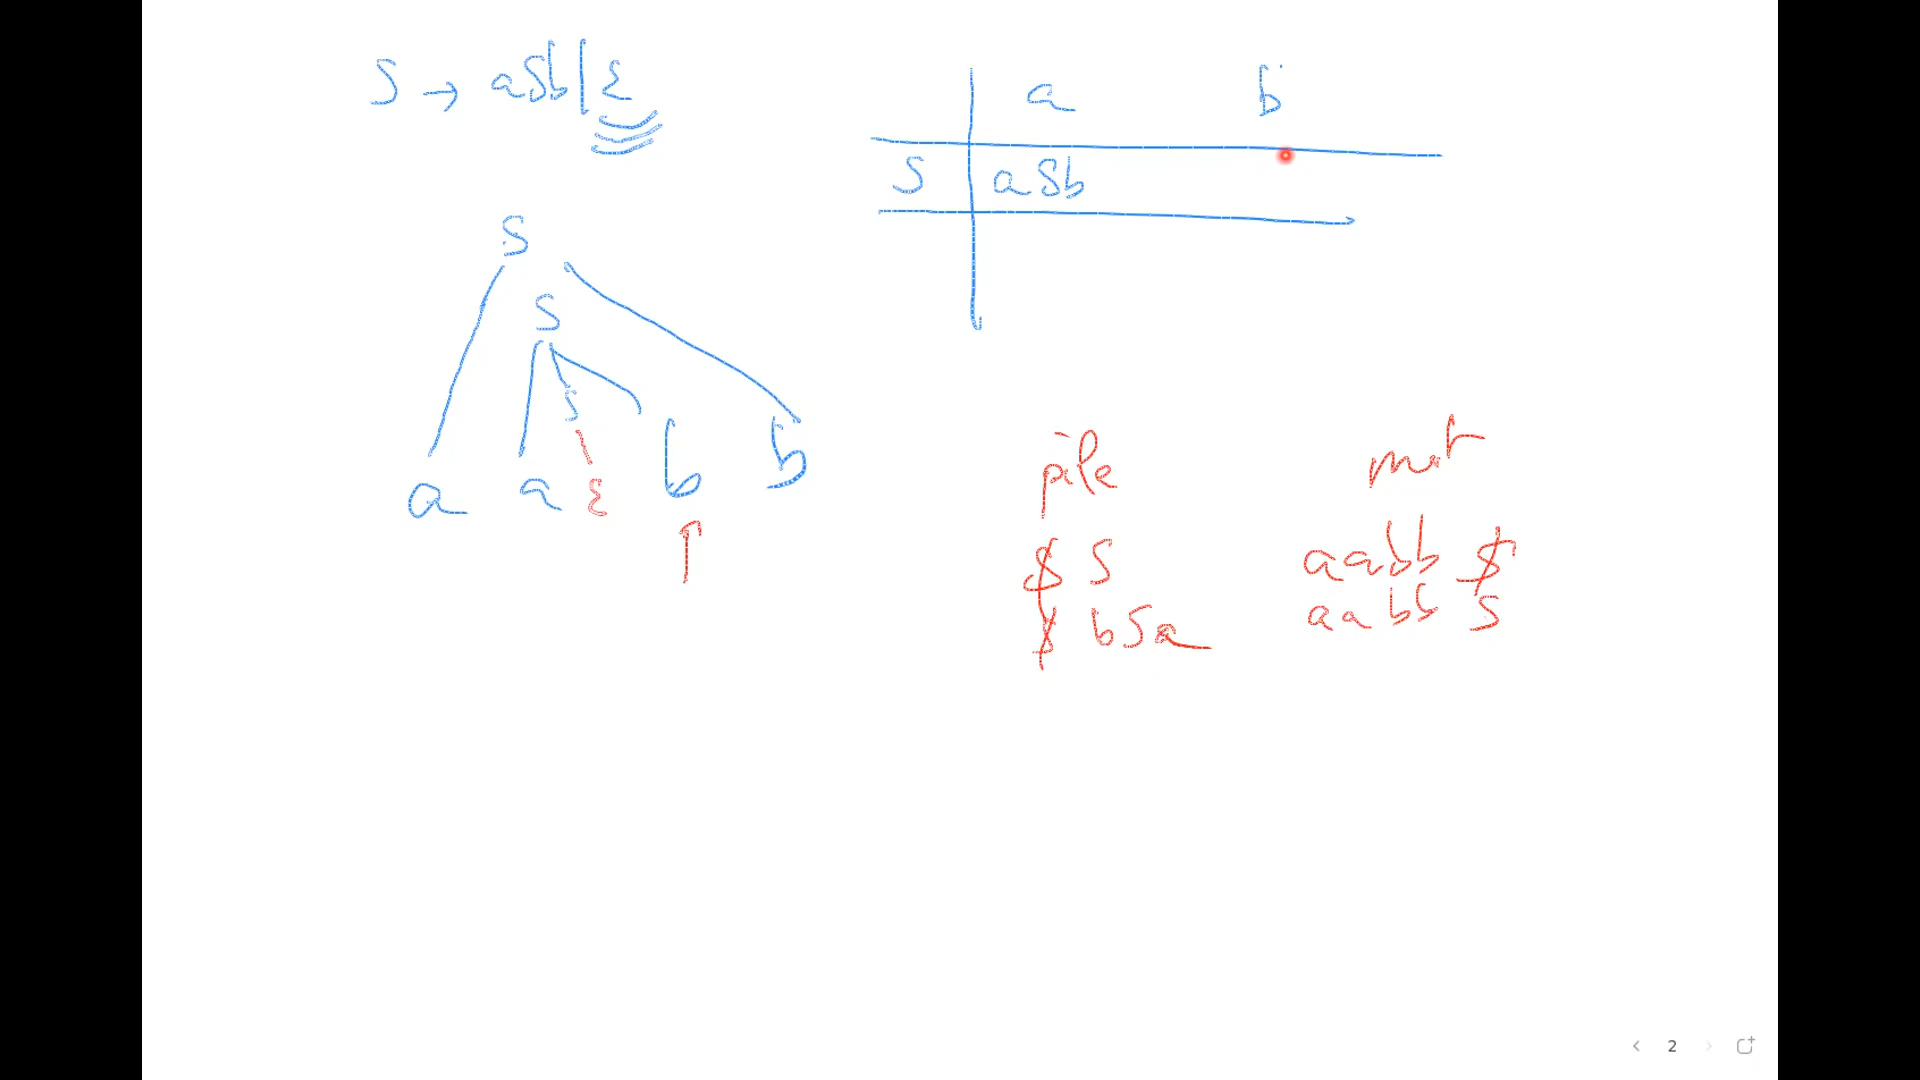 S → aSb | ε
a b
S aSb
S
S
S
a a ε b b
pile mot
$ S aabb $
$ bSa aabb S
2